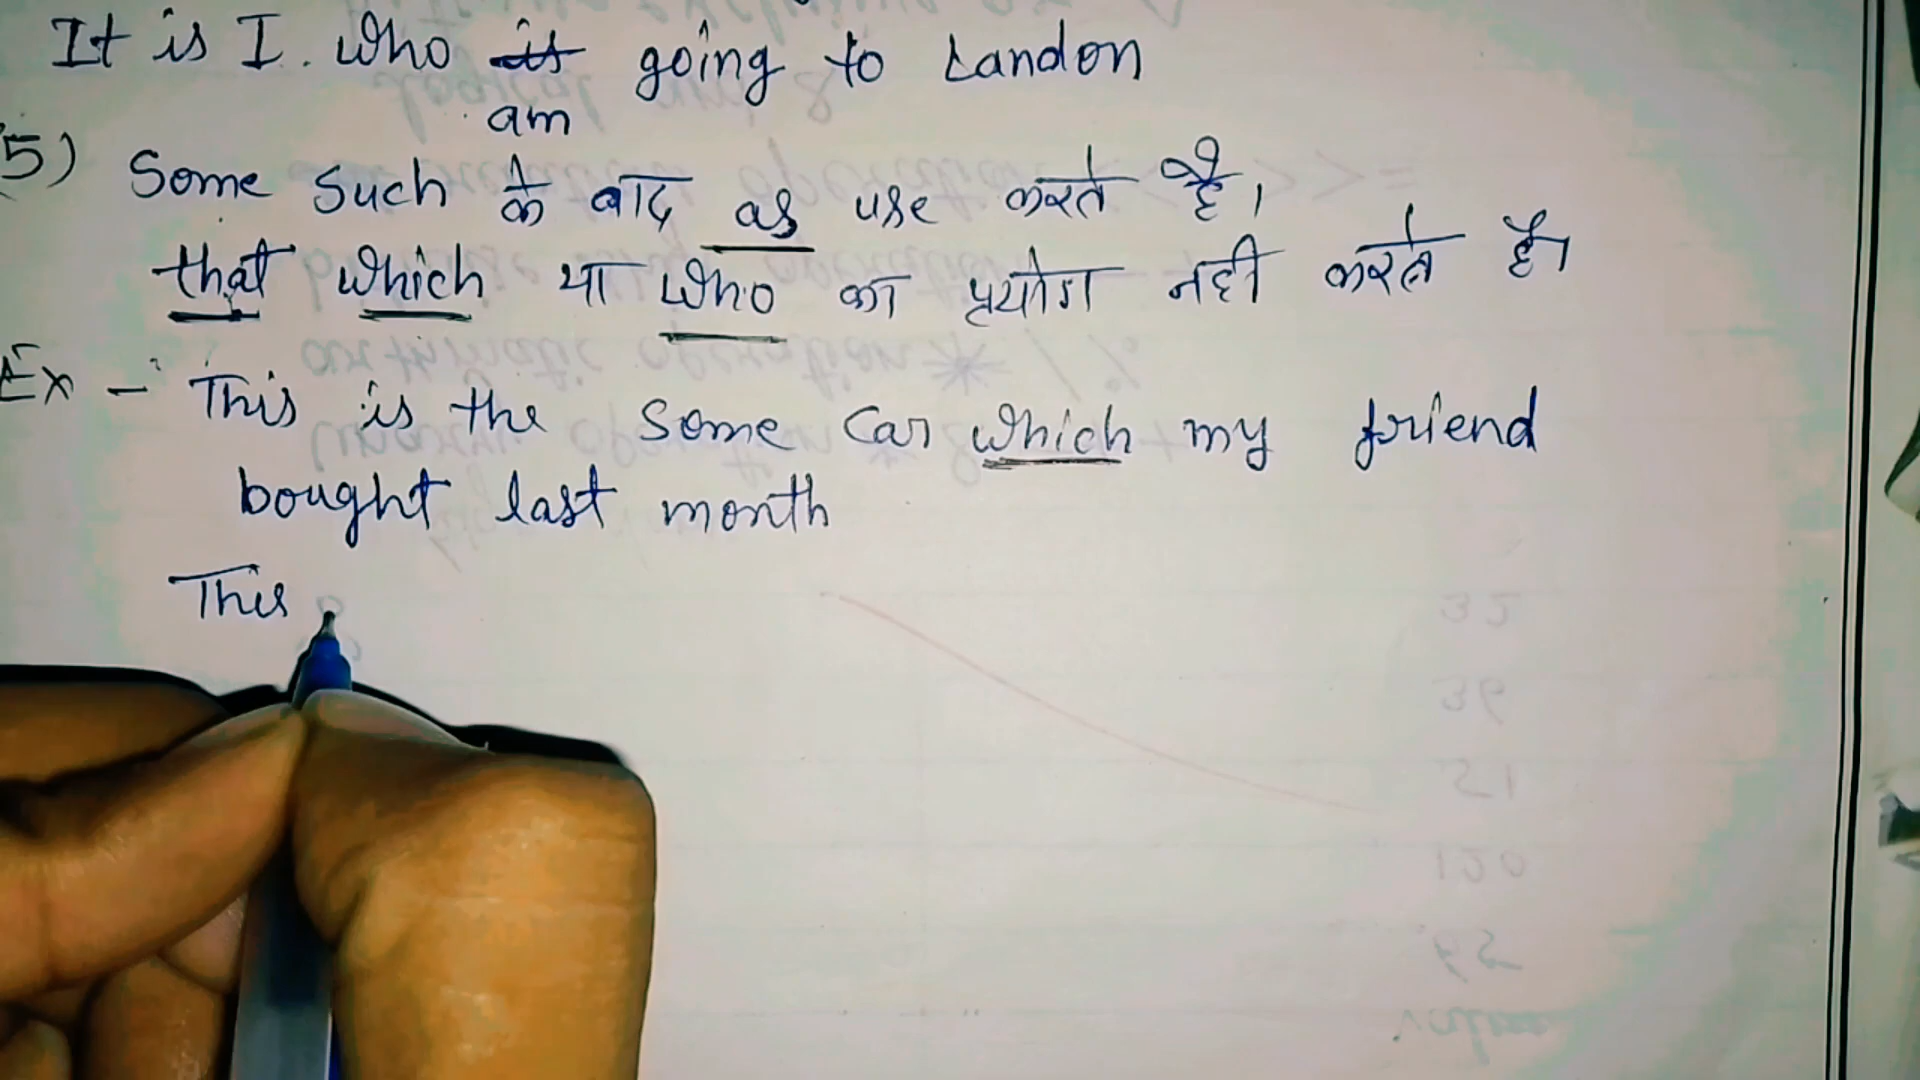 It is I. who is going to Landon
am
5) Some Such के बाद as use करते है,
that which या who का प्रयोग नही करते है।
Ex - This is the Some Car which my friend
bought last month
This